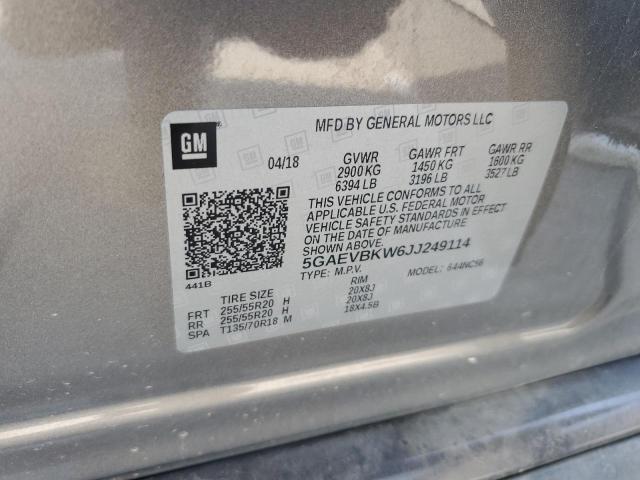 GM
MFD BY GENERAL MOTORS LLC
04/18 GVWR GAWR FRT GAWR RR
2900 KG 1450 KG 1600 KG
6394 LB 3196 LB 3527 LB
THIS VEHICLE CONFORMS TO ALL
APPLICABLE U.S. FEDERAL MOTOR
VEHICLE SAFETY STANDARDS IN EFFECT
ON THE DATE OF MANUFACTURE
SHOWN ABOVE.
5GAEVBKW6JJ249114
TYPE: M.P.V. MODEL: 644NC56
441B
TIRE SIZE RIM
FRT 255/55R20 H 20X8J
RR 255/55R20 H 20X8J
SPA T135/70R18 M 18X4.5B